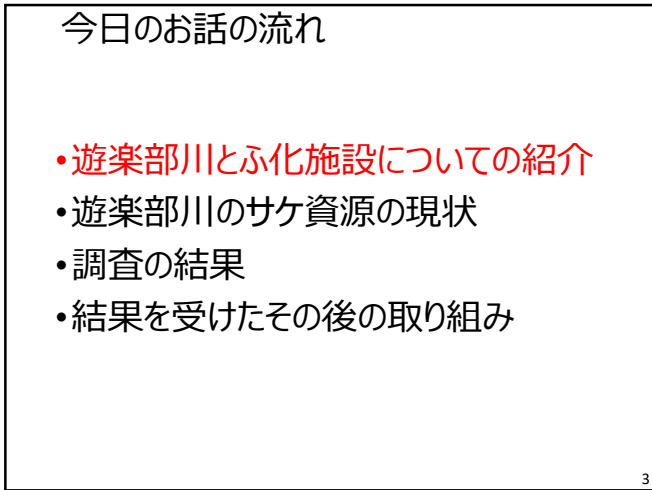 今日のお話の流れ
•遊楽部川とふ化施設についての紹介
•遊楽部川のサケ資源の現状
•調査の結果
•結果を受けたその後の取り組み
3